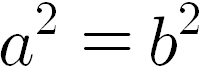 a² = b²